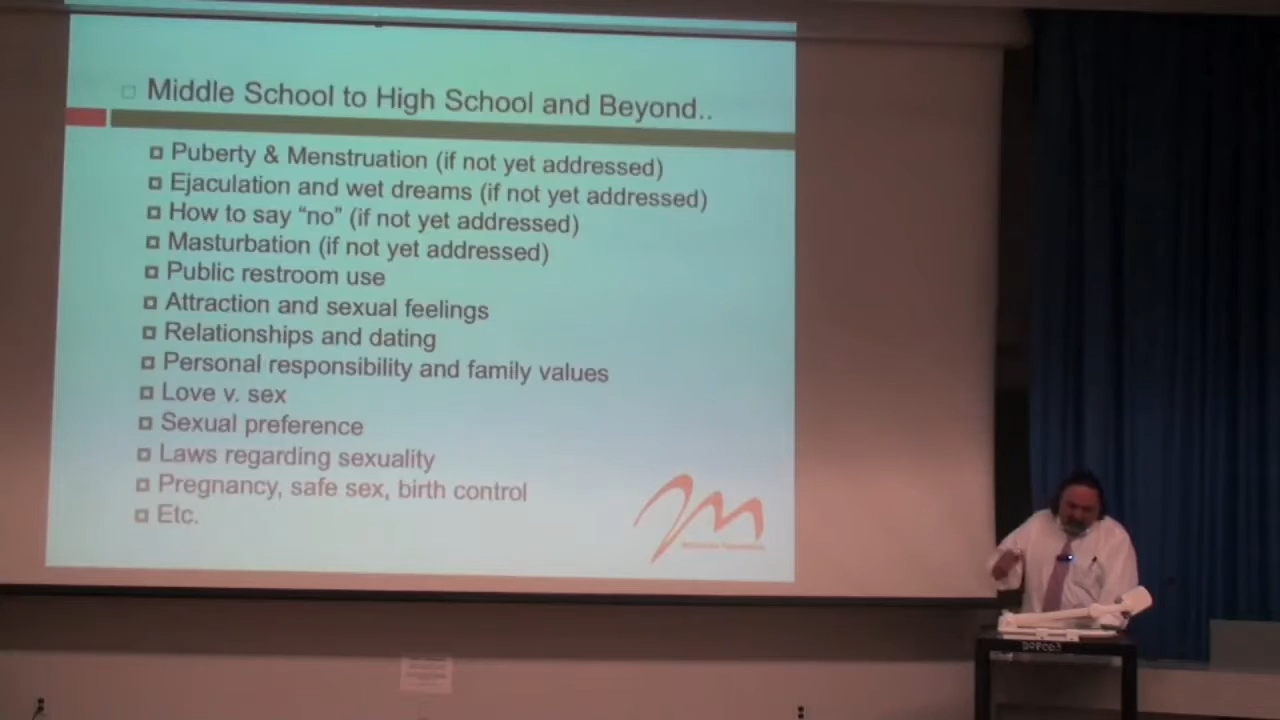 Middle School to High School and Beyond..
Puberty & Menstruation (if not yet addressed)
Ejaculation and wet dreams (if not yet addressed)
How to say “no” (if not yet addressed)
Masturbation (if not yet addressed)
Public restroom use
Attraction and sexual feelings
Relationships and dating
Personal responsibility and family values
Love v. sex
Sexual preference
Laws regarding sexuality
Pregnancy, safe sex, birth control
Etc.